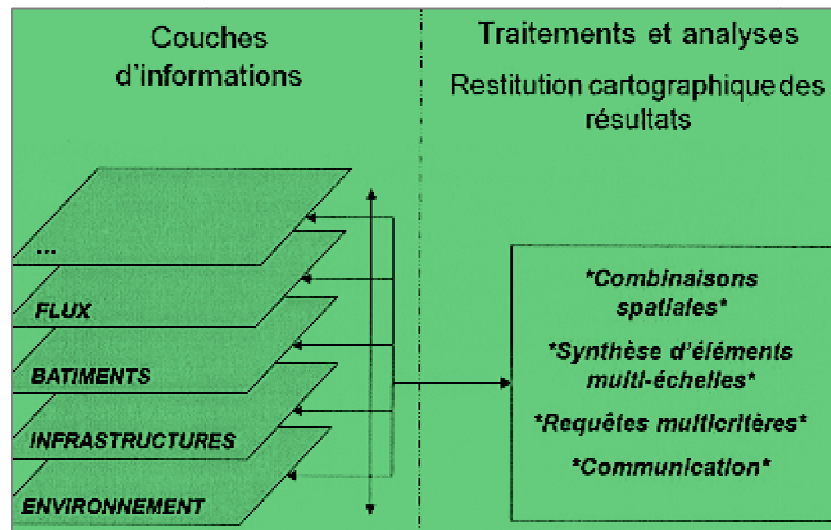 Couches
d'informations
...
FLUX
BATIMENTS
INFRASTRUCTURES
ENVIRONNEMENT
Traitements et analyses
Restitution cartographique des
résultats
*Combinaisons
spatiales*
*Synthèse d'éléments
multi-échelles*
*Requêtes multicritères*
*Communication*